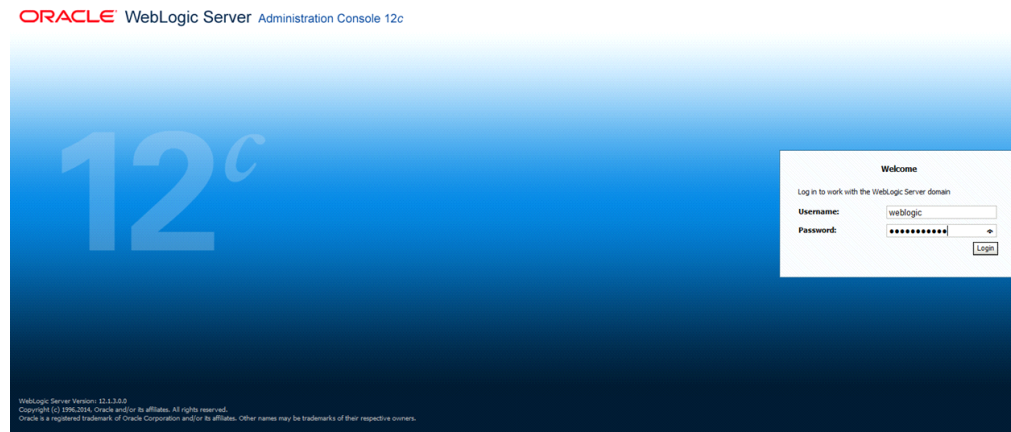 ORACLE WebLogic Server Administration Console 12c
12c
Welcome
Log in to work with the WebLogic Server domain
Username: weblogic
Password: ●●●●●●●●●●●
Login
WebLogic Server Version: 12.1.3.0.0
Copyright (c) 1996,2014, Oracle and/or its affiliates. All rights reserved.
Oracle is a registered trademark of Oracle Corporation and/or its affiliates. Other names may be trademarks of their respective owners.